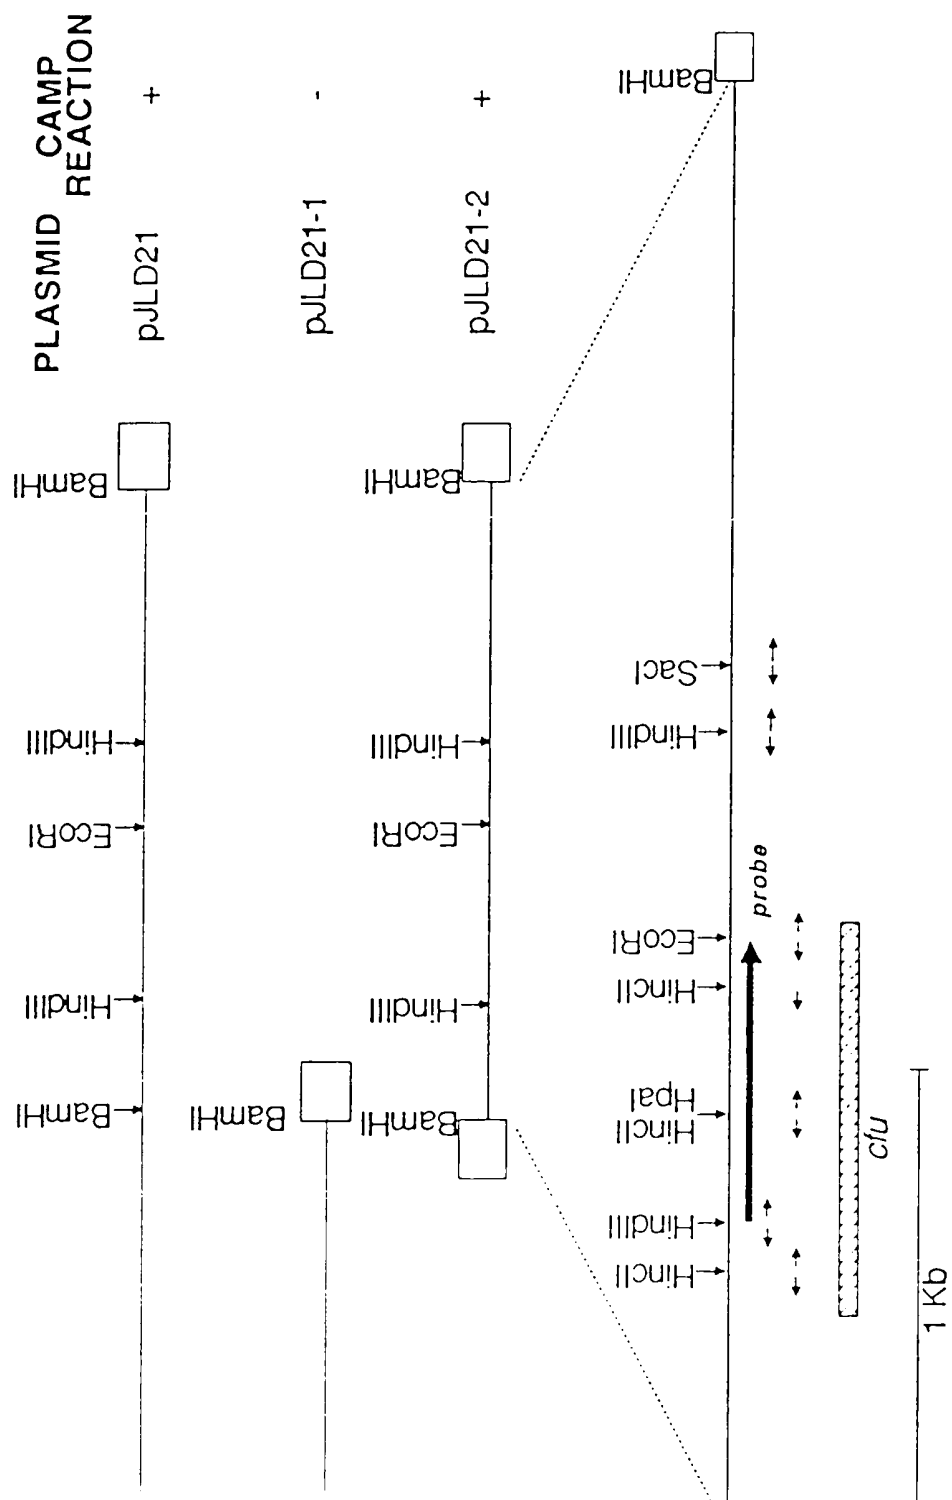 PLASMID CAMP
REACTION
pJLD21 +
BamHI HindIII EcoRI HindIII BamHI
pJLD21-1 -
BamHI
pJLD21-2 +
BamHI HindIII EcoRI HindIII BamHI
HincII HindIII HincII HpaI HincII EcoRI HindIII SacI BamHI
probe
cfu
1 Kb